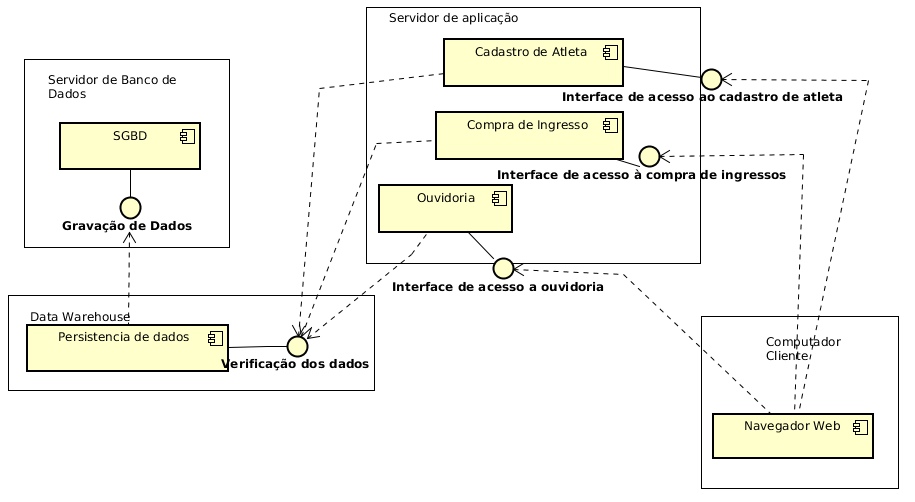 Servidor de aplicação
Cadastro de Atleta
Interface de acesso ao cadastro de atleta
Compra de Ingresso
Interface de acesso à compra de ingressos
Ouvidoria
Interface de acesso a ouvidoria
Servidor de Banco de
Dados
SGBD
Gravação de Dados
Data Warehouse
Persistencia de dados
Verificação dos dados
Computador
Cliente
Navegador Web